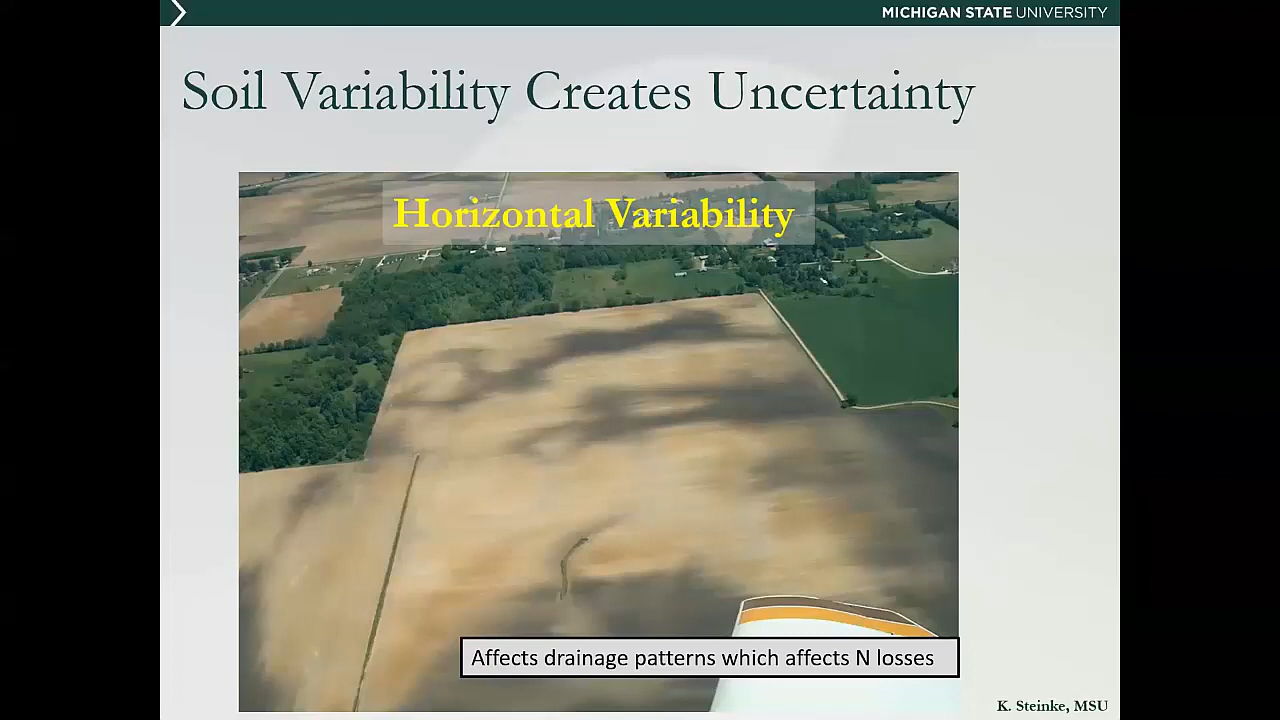 MICHIGAN STATE UNIVERSITY
Soil Variability Creates Uncertainty
Horizontal Variability
Affects drainage patterns which affects N losses
K. Steinke, MSU